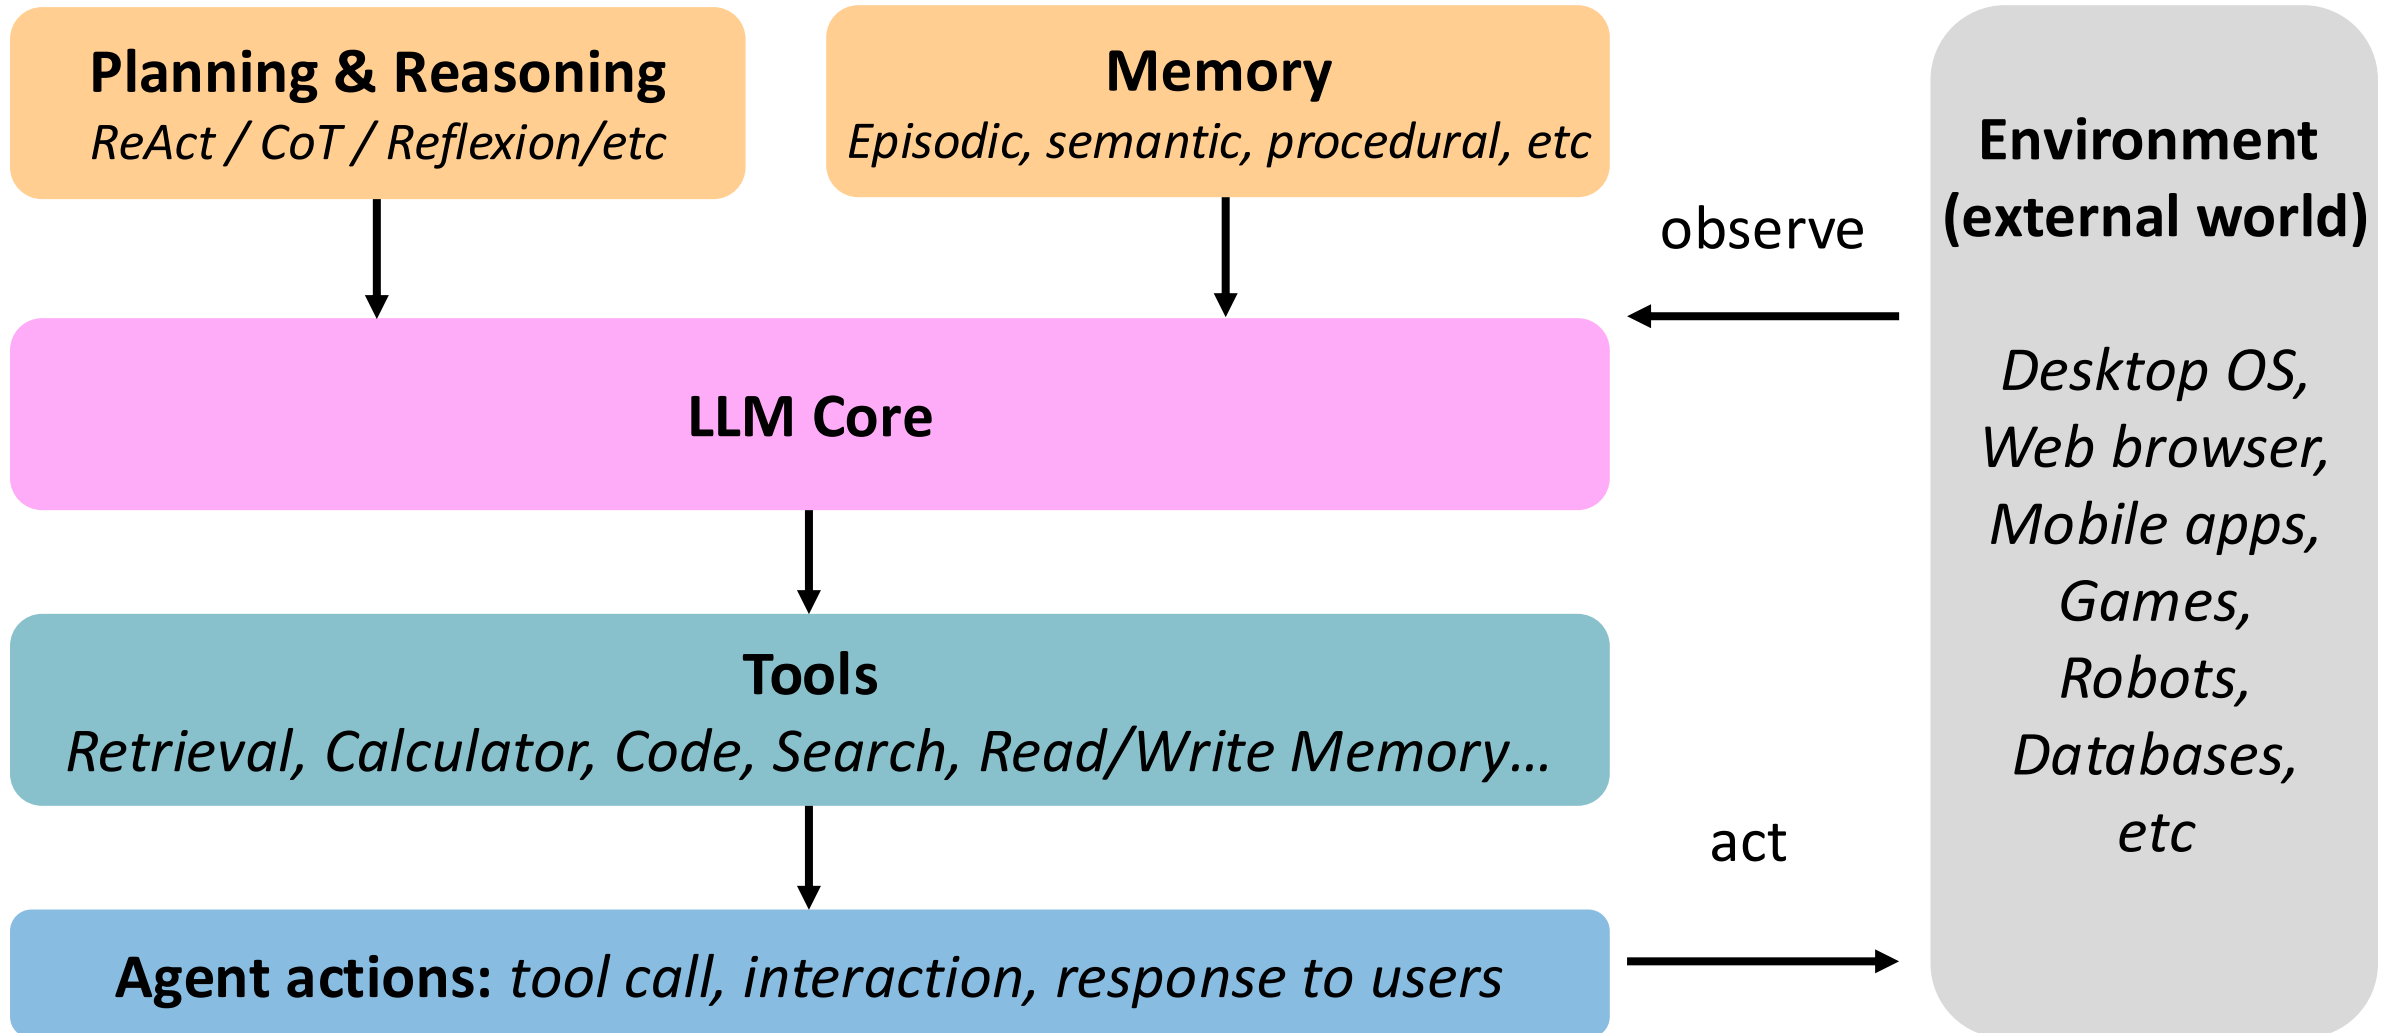 Planning & Reasoning
ReAct / CoT / Reflexion/etc
Memory
Episodic, semantic, procedural, etc
observe
LLM Core
Tools
Retrieval, Calculator, Code, Search, Read/Write Memory...
act
Agent actions: tool call, interaction, response to users
Environment
(external world)
Desktop OS,
Web browser,
Mobile apps,
Games,
Robots,
Databases,
etc